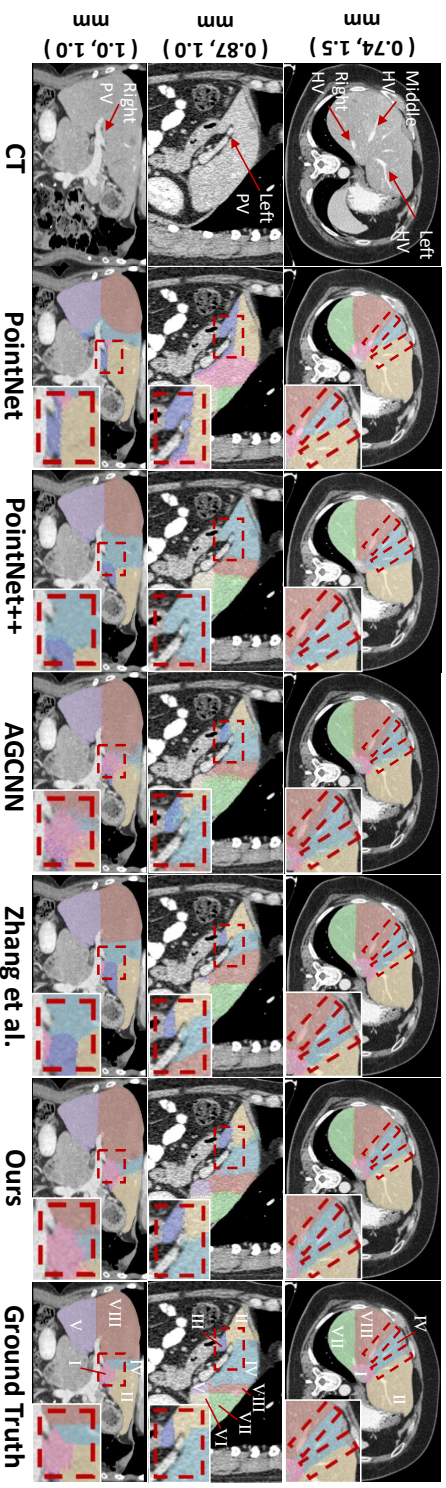 ( 0.74, 1.5 )
mm
Middle
HV
Right
HV
Left
HV
IV
VIII
I
II
VII
( 0.87, 1.0 )
mm
Left
PV
II
III
IV
VIII
V
VI
VII
( 1.0, 1.0 )
mm
Right
PV
VIII
IV
II
I
V
CT
PointNet
PointNet++
AGCNN
Zhang et al.
Ours
Ground Truth